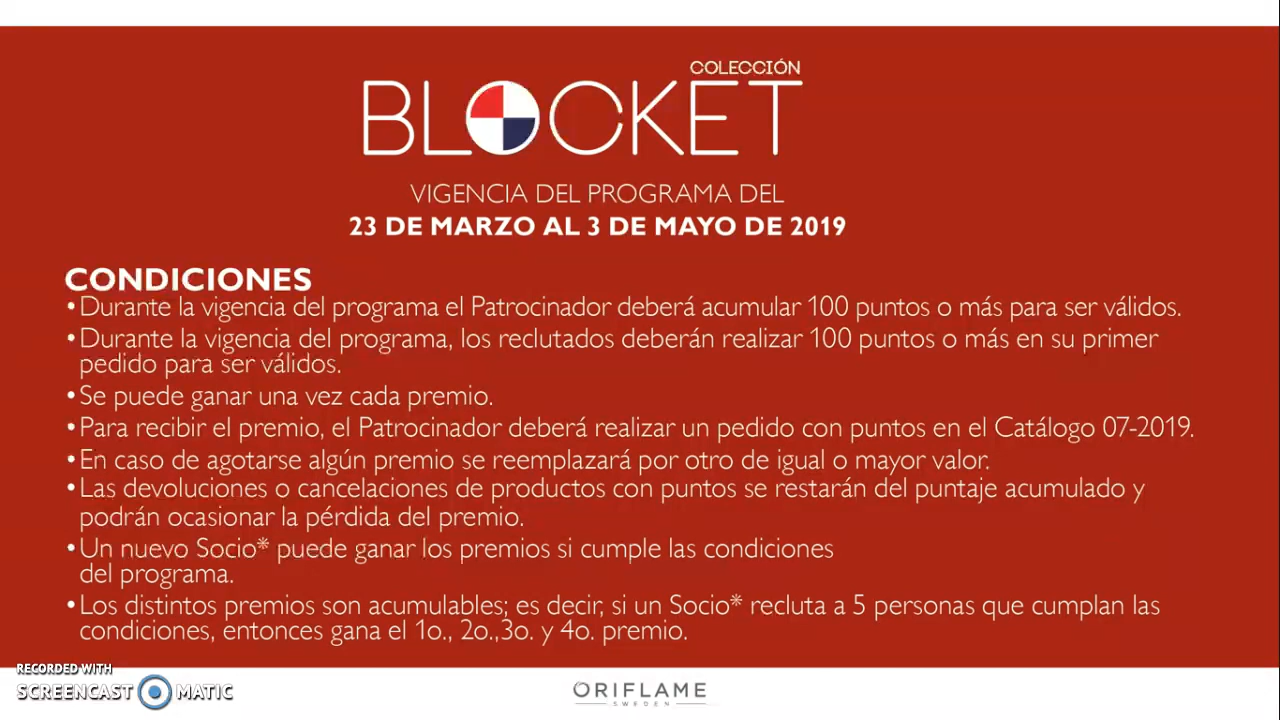 COLECCIÓN
BLOCKET
VIGENCIA DEL PROGRAMA DEL
23 DE MARZO AL 3 DE MAYO DE 2019
CONDICIONES
•Durante la vigencia del programa el Patrocinador deberá acumular 100 puntos o más para ser válidos.
•Durante la vigencia del programa, los reclutados deberán realizar 100 puntos o más en su primer
pedido para ser válidos.
•Se puede ganar una vez cada premio.
•Para recibir el premio, el Patrocinador deberá realizar un pedido con puntos en el Catálogo 07-2019.
•En caso de agotarse algún premio se reemplazará por otro de igual o mayor valor.
•Las devoluciones o cancelaciones de productos con puntos se restarán del puntaje acumulado y
podrán ocasionar la pérdida del premio.
•Un nuevo Socio* puede ganar los premios si cumple las condiciones
del programa.
•Los distintos premios son acumulables; es decir, si un Socio* recluta a 5 personas que cumplan las
condiciones, entonces gana el 1o., 2o.,3o. y 4o. premio.
RECORDED WITH
SCREENCAST MATIC
ORIFLAME
SWEDEN